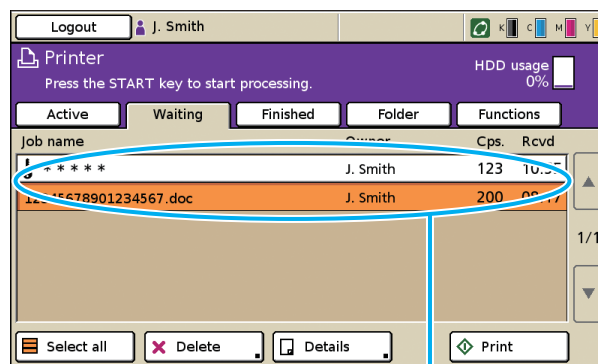 Logout J. Smith K C M Y
Printer
HDD usage
0%
Press the START key to start processing.
Active Waiting Finished Folder Functions
Job name Owner Cps. Rcvd
* * * * * J. Smith 123
12345678901234567.doc J. Smith 200
1/1
Select all Delete Details Print